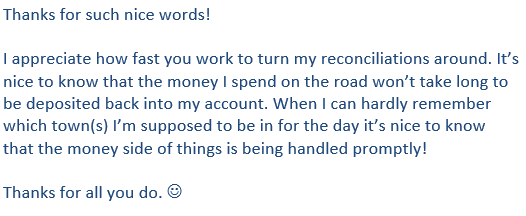 Thanks for such nice words!
I appreciate how fast you work to turn my reconciliations around. It’s
nice to know that the money I spend on the road won’t take long to
be deposited back into my account. When I can hardly remember
which town(s) I’m supposed to be in for the day it’s nice to know
that the money side of things is being handled promptly!
Thanks for all you do. ☺